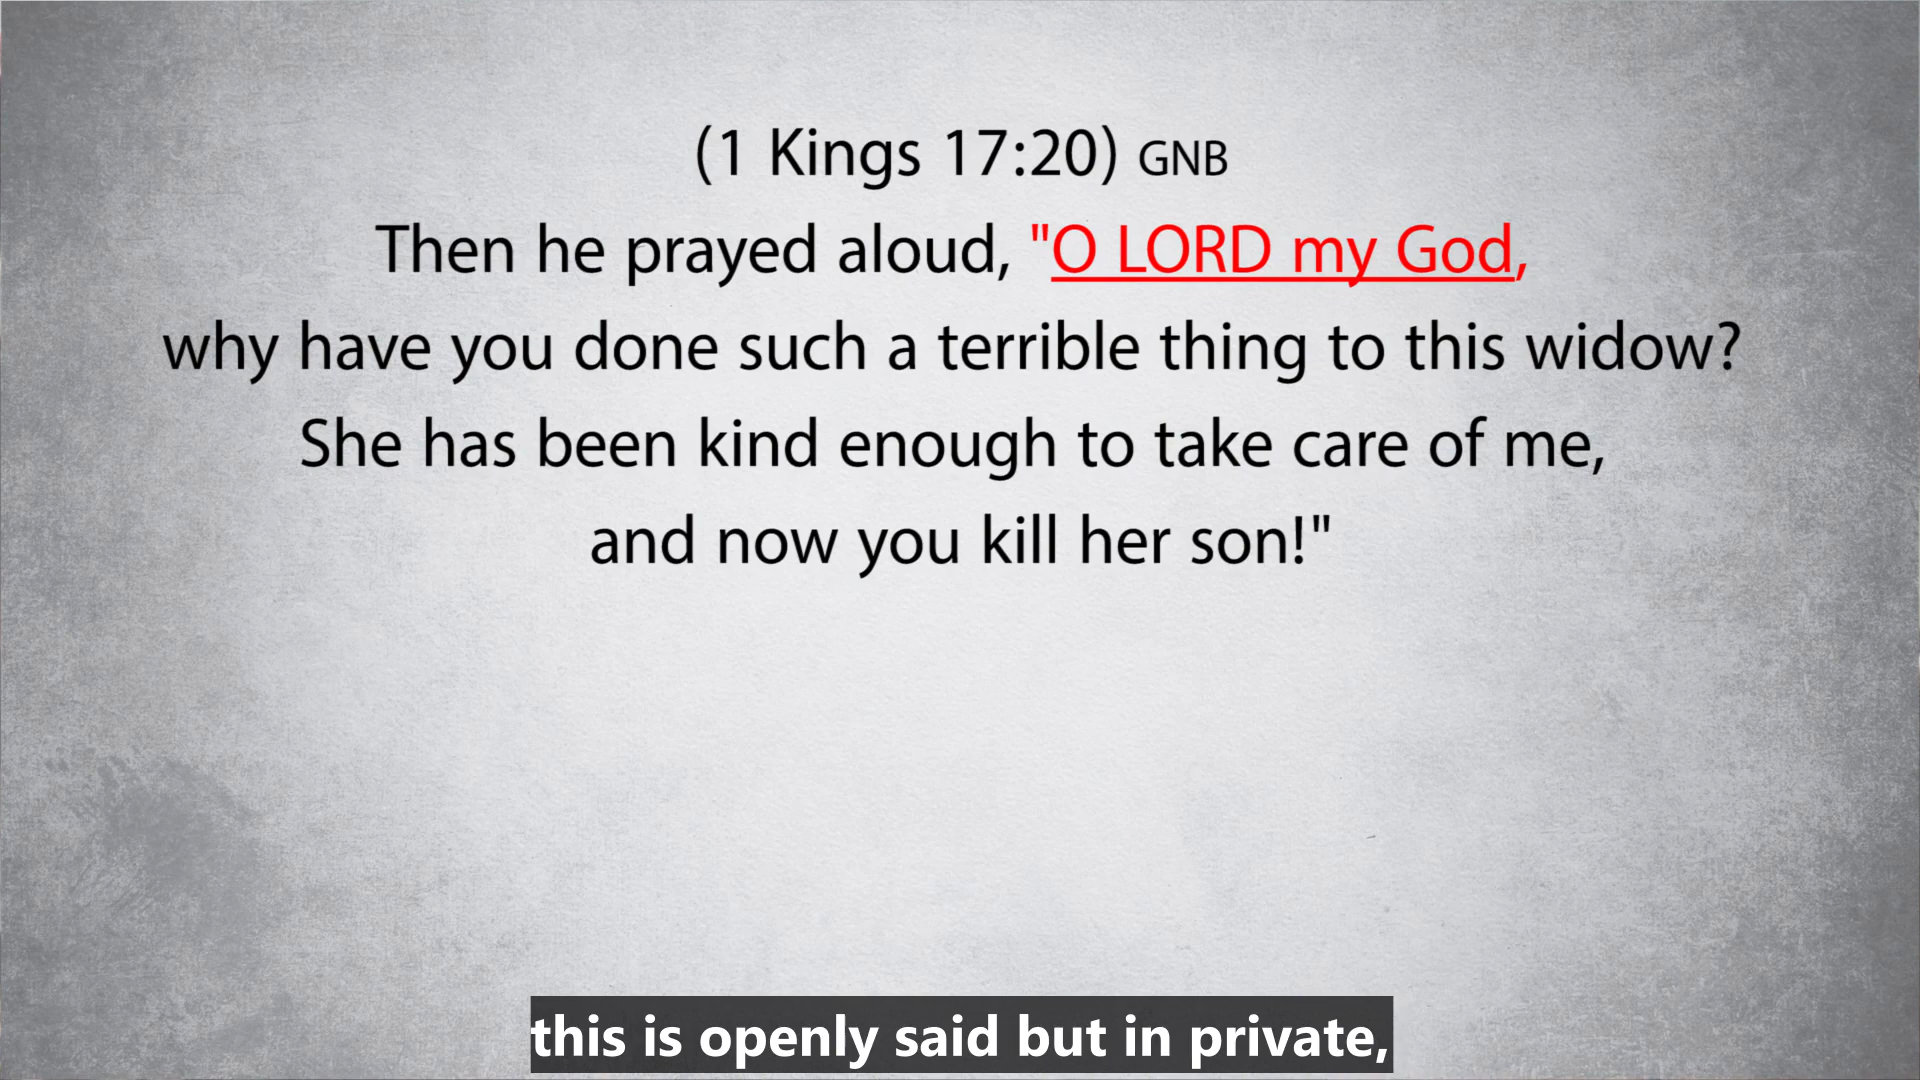 (1 Kings 17:20) GNB
Then he prayed aloud, "O LORD my God,
why have you done such a terrible thing to this widow?
She has been kind enough to take care of me,
and now you kill her son!"
this is openly said but in private,